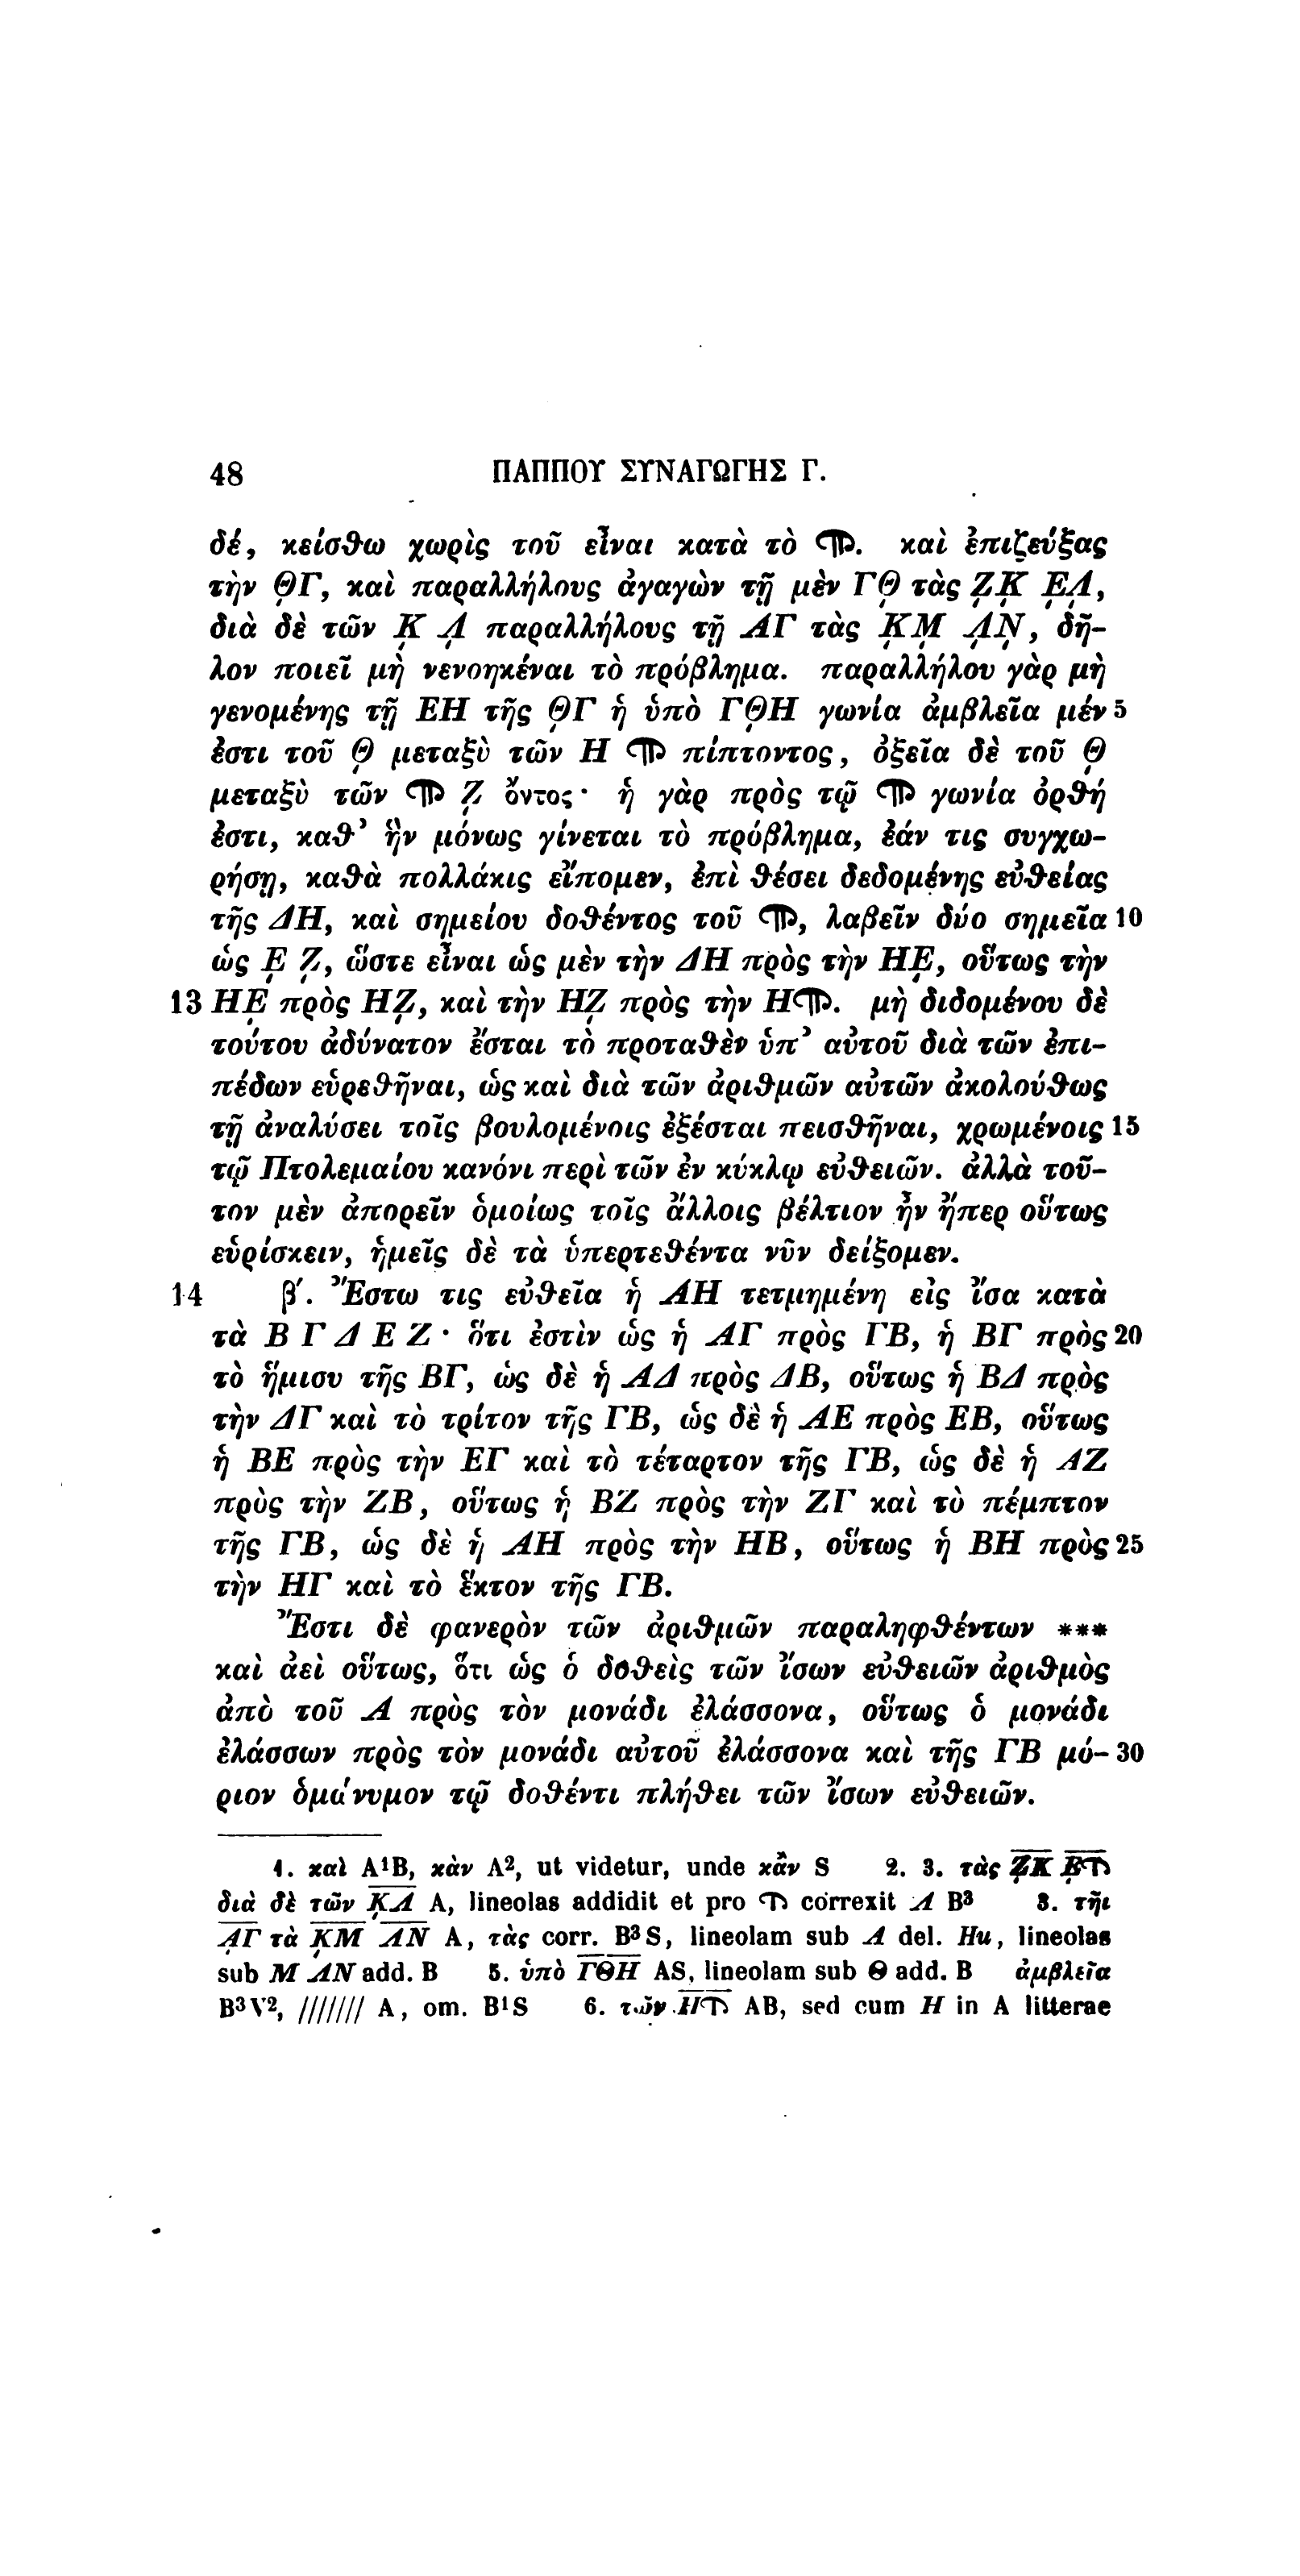 48 ΠΑΠΠΟΥ ΣΥΝΑΓΩΓΗΣ Γ.
δέ, κείσθω χωρὶς τοῦ εἶναι κατὰ τὸ ϡ. καὶ ἐπιζεύξας
τὴν Θ͵Γ, καὶ παραλλήλους ἀγαγὼν τῇ μὲν ΓΘ͵ τὰς Ζ͵Κ͵ Ε͵Λ͵,
διὰ δὲ τῶν Κ͵ Λ͵ παραλλήλους τῇ ΑΓ τὰς Κ͵Μ͵ Λ͵Ν͵, δῆ-
λον ποιεῖ μὴ νενοηκέναι τὸ πρόβλημα. παραλλήλου γὰρ μὴ
γενομένης τῇ ΕΗ τῆς Θ͵Γ ἡ ὑπὸ ΓΘ͵Η γωνία ἀμβλεῖα μέν 5
ἐστι τοῦ Θ͵ μεταξὺ τῶν Η ϡ πίπτοντος, ὀξεῖα δὲ τοῦ Θ͵
μεταξὺ τῶν ϡ Ζ͵ ὄντος· ἡ γὰρ πρὸς τῷ ϡ γωνία ὀρθή
ἐστι, καθ’ ἣν μόνως γίνεται τὸ πρόβλημα, ἐάν τις συγχω-
ρήσῃ, καθὰ πολλάκις εἴπομεν, ἐπὶ θέσει δεδομένης εὐθείας
τῆς ΔΗ, καὶ σημείου δοθέντος τοῦ ϡ, λαβεῖν δύο σημεῖα 10
ὡς Ε͵ Ζ͵, ὥστε εἶναι ὡς μὲν τὴν ΔΗ πρὸς τὴν ΗΕ͵, οὕτως τὴν
13 ΗΕ͵ πρὸς ΗΖ͵, καὶ τὴν ΗΖ͵ πρὸς τὴν Ηϡ. μὴ διδομένου δὲ
τούτου ἀδύνατον ἔσται τὸ προταθὲν ὑπ’ αὐτοῦ διὰ τῶν ἐπι-
πέδων εὑρεθῆναι, ὡς καὶ διὰ τῶν ἀριθμῶν αὐτῶν ἀκολούθως
τῇ ἀναλύσει τοῖς βουλομένοις ἐξέσται πεισθῆναι, χρωμένοις 15
τῷ Πτολεμαίου κανόνι περὶ τῶν ἐν κύκλῳ εὐθειῶν. ἀλλὰ τοῦ-
τον μὲν ἀπορεῖν ὁμοίως τοῖς ἄλλοις βέλτιον ἦν ἤπερ οὕτως
εὑρίσκειν, ἡμεῖς δὲ τὰ ὑπερτεθέντα νῦν δείξομεν.
14 β΄. Ἔστω τις εὐθεῖα ἡ ΑΗ τετμημένη εἰς ἴσα κατὰ
τὰ Β Γ Δ Ε Ζ· ὅτι ἐστὶν ὡς ἡ ΑΓ πρὸς ΓΒ, ἡ ΒΓ πρὸς 20
τὸ ἥμισυ τῆς ΒΓ, ὡς δὲ ἡ ΑΔ πρὸς ΔΒ, οὕτως ἡ ΒΔ πρὸς
τὴν ΔΓ καὶ τὸ τρίτον τῆς ΓΒ, ὡς δὲ ἡ ΑΕ πρὸς ΕΒ, οὕτως
ἡ ΒΕ πρὸς τὴν ΕΓ καὶ τὸ τέταρτον τῆς ΓΒ, ὡς δὲ ἡ ΑΖ
πρὸς τὴν ΖΒ, οὕτως ἡ ΒΖ πρὸς τὴν ΖΓ καὶ τὸ πέμπτον
τῆς ΓΒ, ὡς δὲ ἡ ΑΗ πρὸς τὴν ΗΒ, οὕτως ἡ ΒΗ πρὸς 25
τὴν ΗΓ καὶ τὸ ἕκτον τῆς ΓΒ.
Ἔστι δὲ φανερὸν τῶν ἀριθμῶν παραληφθέντων ***
καὶ ἀεὶ οὕτως, ὅτι ὡς ὁ δοθεὶς τῶν ἴσων εὐθειῶν ἀριθμὸς
ἀπὸ τοῦ Α πρὸς τὸν μονάδι ἐλάσσονα, οὕτως ὁ μονάδι
ἐλάσσων πρὸς τὸν μονάδι αὐτοῦ ἐλάσσονα καὶ τῆς ΓΒ μό- 30
ριον ὁμώνυμον τῷ δοθέντι πλήθει τῶν ἴσων εὐθειῶν.
1. καὶ A¹B, κὰν A², ut videtur, unde κἂν S 2. 3. τὰς Ζ͵Κ Ε͵ϡ
διὰ δὲ τῶν Κ͵Λ A, lineolas addidit et pro ϡ correxit Λ B³ 3. τῆι
Α͵Γ τὰ Κ͵Μ ΛΝ A, τὰς corr. B³S, lineolam sub Α del. Hu, lineolas
sub Μ ΛΝ add. B 5. ὑπὸ ΓΘΗ AS, lineolam sub Θ add. B ἀμβλεῖα
B³V², /////// A, om. B¹S 6. τῶν ΗϠ AB, sed cum Η in A litterae